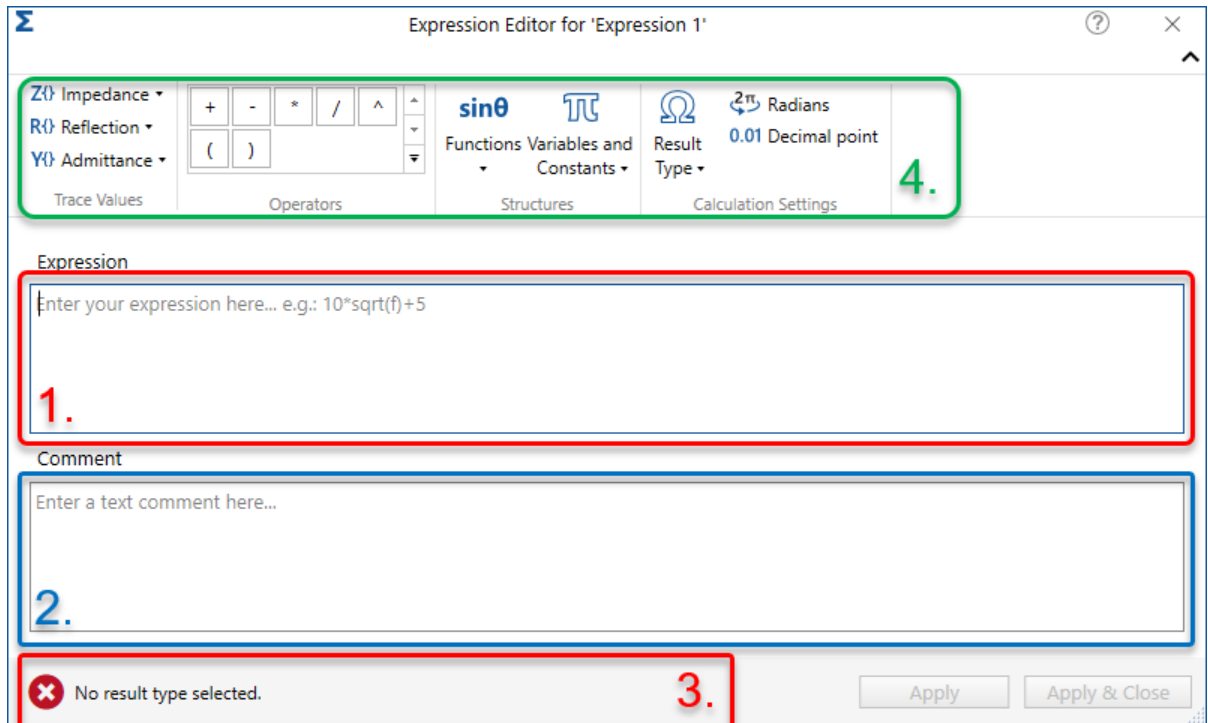 Σ Expression Editor for 'Expression 1' ?
Z{} Impedance
R{} Reflection
Y{} Admittance
Trace Values
+ - * / ^
( )
Operators
sinθ π
Functions Variables and
Constants
Structures
Ω
Result
Type
2π Radians
0.01 Decimal point
Calculation Settings
4.
Expression
Enter your expression here... e.g.: 10*sqrt(f)+5
1.
Comment
Enter a text comment here...
2.
No result type selected.
3.
Apply Apply & Close